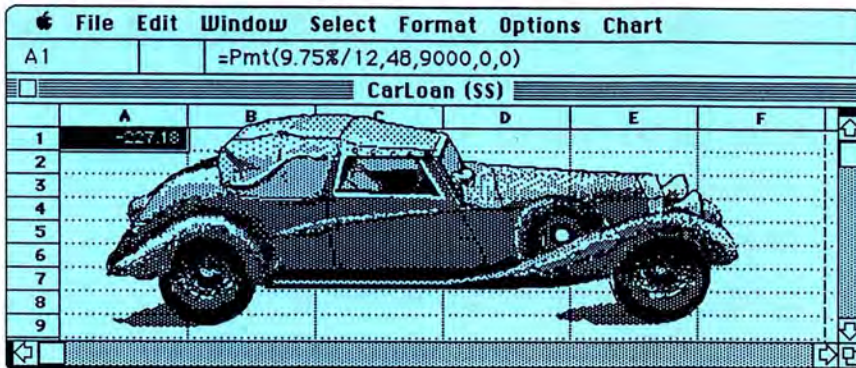 File Edit Window Select Format Options Chart
A1 =Pmt(9.75%/12,48,9000,0,0)
CarLoan (SS)
A B C D E F
1 -227.18
2
3
4
5
6
7
8
9